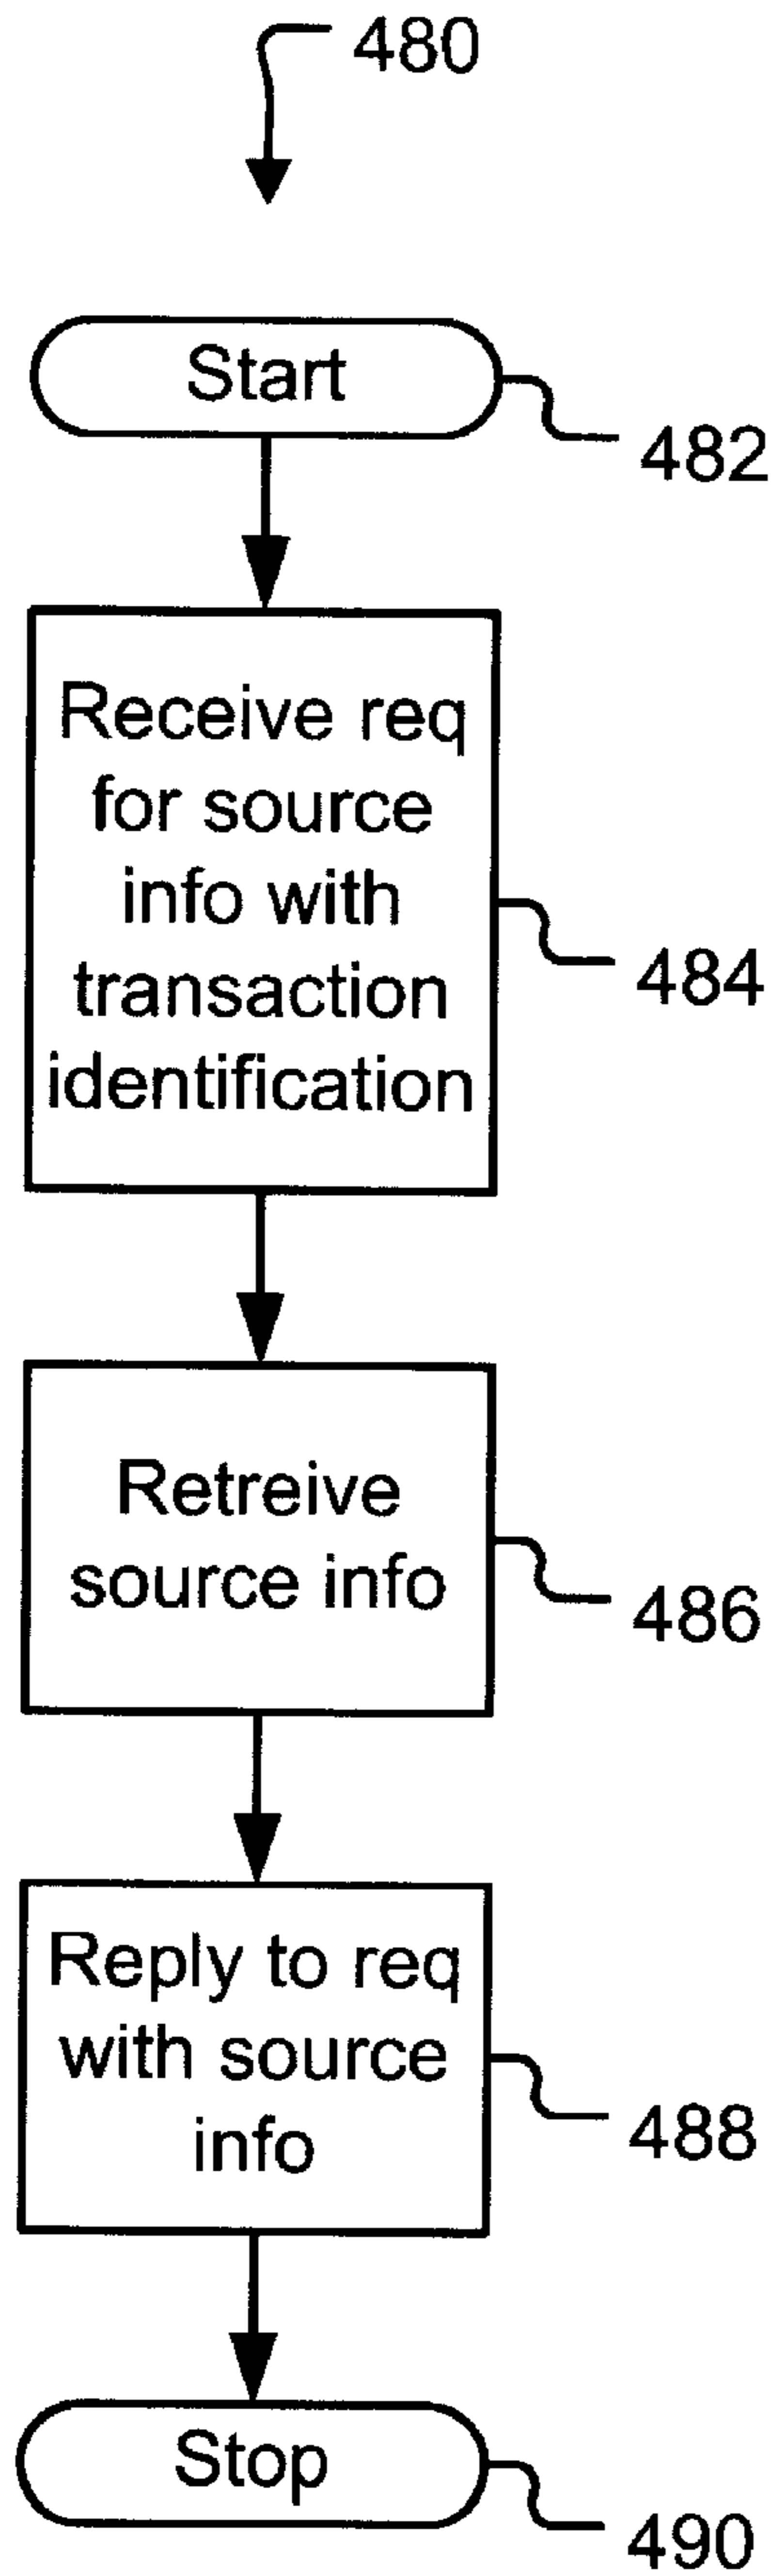 480
Start
482
Receive req
for source
info with
transaction
identification
484
Retreive
source info
486
Reply to req
with source
info
488
Stop
490